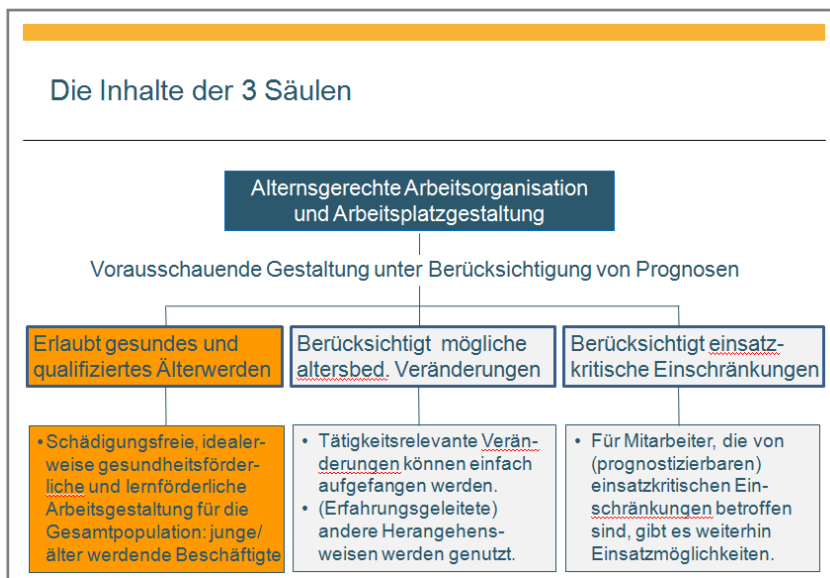 Die Inhalte der 3 Säulen
Alternsgerechte Arbeitsorganisation
und Arbeitsplatzgestaltung
Vorausschauende Gestaltung unter Berücksichtigung von Prognosen
Erlaubt gesundes und
qualifiziertes Älterwerden
• Schädigungsfreie, idealer-
weise gesundheitsförder-
liche und lernförderliche
Arbeitsgestaltung für die
Gesamtpopulation: junge/
älter werdende Beschäftigte
Berücksichtigt mögliche
altersbed. Veränderungen
• Tätigkeitsrelevante Verän-
derungen können einfach
aufgefangen werden.
• (Erfahrungsgeleitete)
andere Herangehens-
weisen werden genutzt.
Berücksichtigt einsatz-
kritische Einschränkungen
• Für Mitarbeiter, die von
(prognostizierbaren)
einsatzkritischen Ein-
schränkungen betroffen
sind, gibt es weiterhin
Einsatzmöglichkeiten.